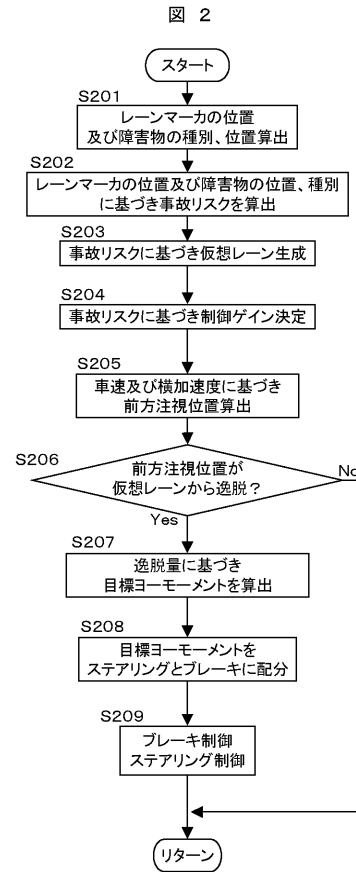 図 2
スタート
S201
レーンマーカの位置
及び障害物の種別、位置算出
S202
レーンマーカの位置及び障害物の位置、種別
に基づき事故リスクを算出
S203
事故リスクに基づき仮想レーン生成
S204
事故リスクに基づき制御ゲイン決定
S205
車速及び横加速度に基づき
前方注視位置算出
S206
前方注視位置が
仮想レーンから逸脱？
No
Yes
S207
逸脱量に基づき
目標ヨーモーメントを算出
S208
目標ヨーモーメントを
ステアリングとブレーキに配分
S209
ブレーキ制御
ステアリング制御
リターン